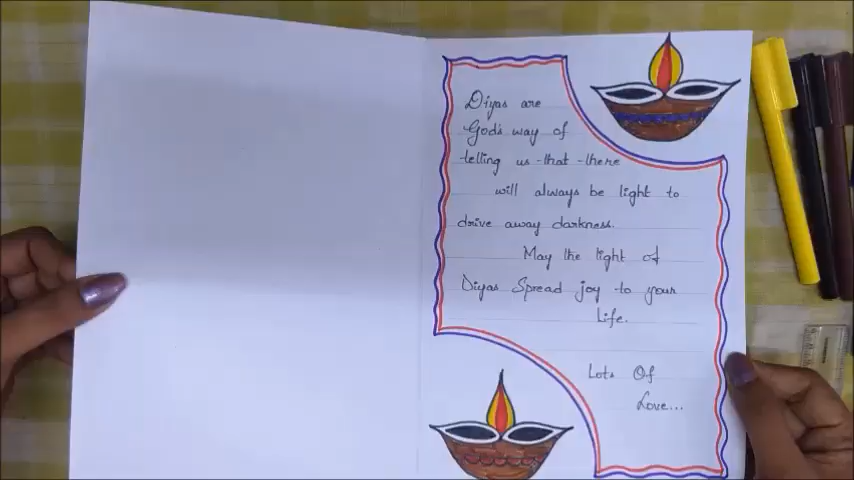 Diyas are
God's way of
telling us that there
will always be light to
drive away darkness.
May the light of
Diyas Spread joy to your
Life.
Lots Of
Love...